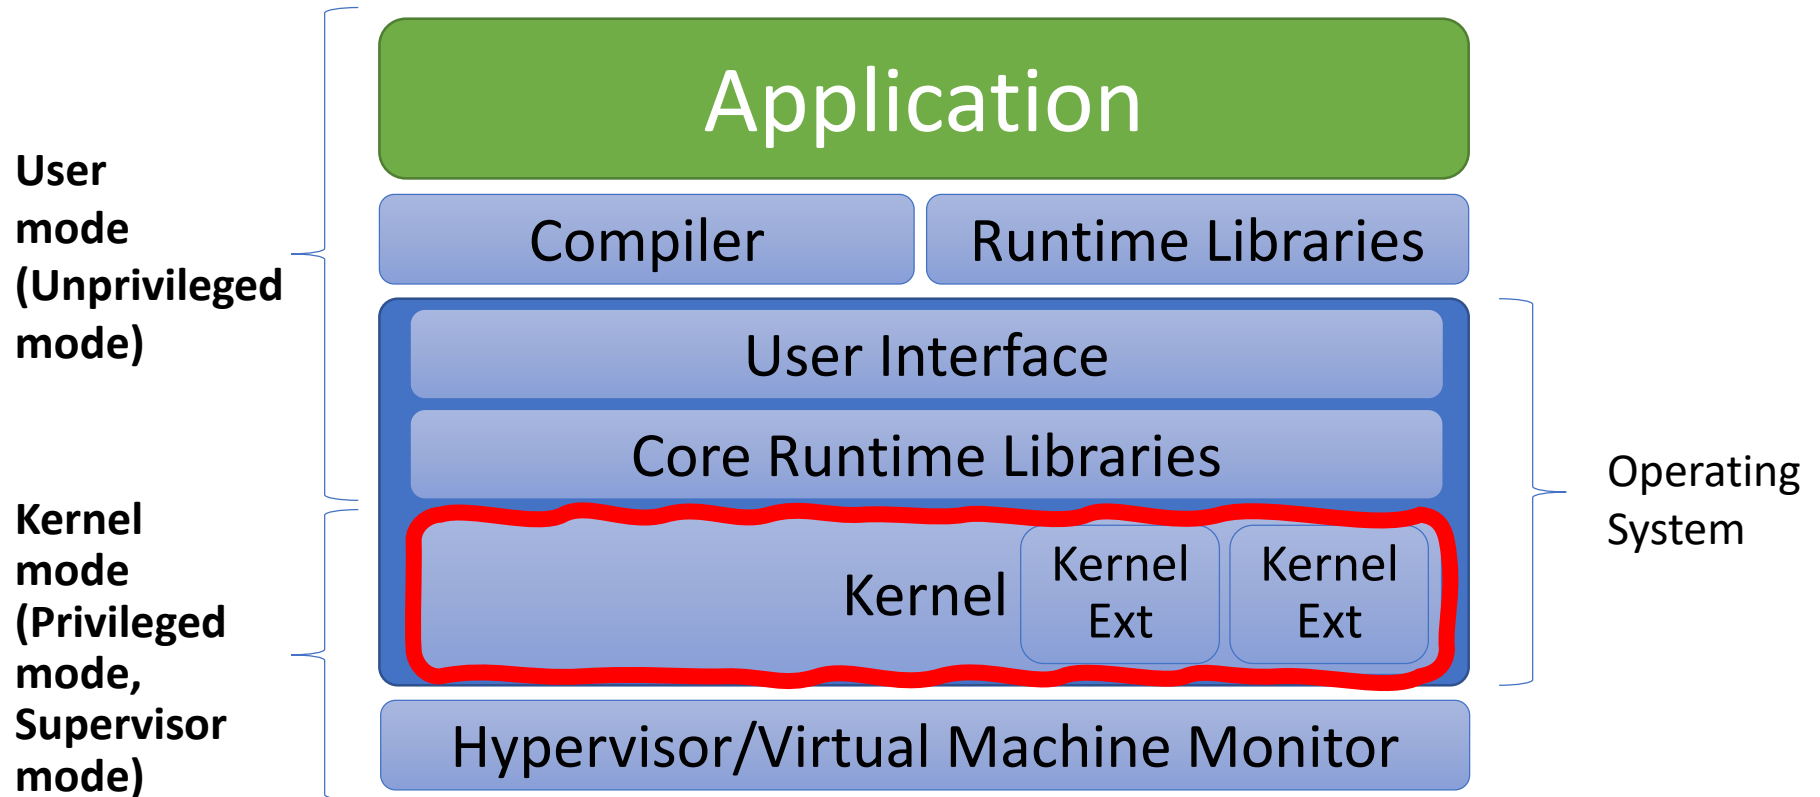 Application
User
mode
(Unprivileged
mode)
Compiler
Runtime Libraries
User Interface
Core Runtime Libraries
Operating
System
Kernel
mode
(Privileged
mode,
Supervisor
mode)
Kernel
Kernel
Ext
Kernel
Ext
Hypervisor/Virtual Machine Monitor